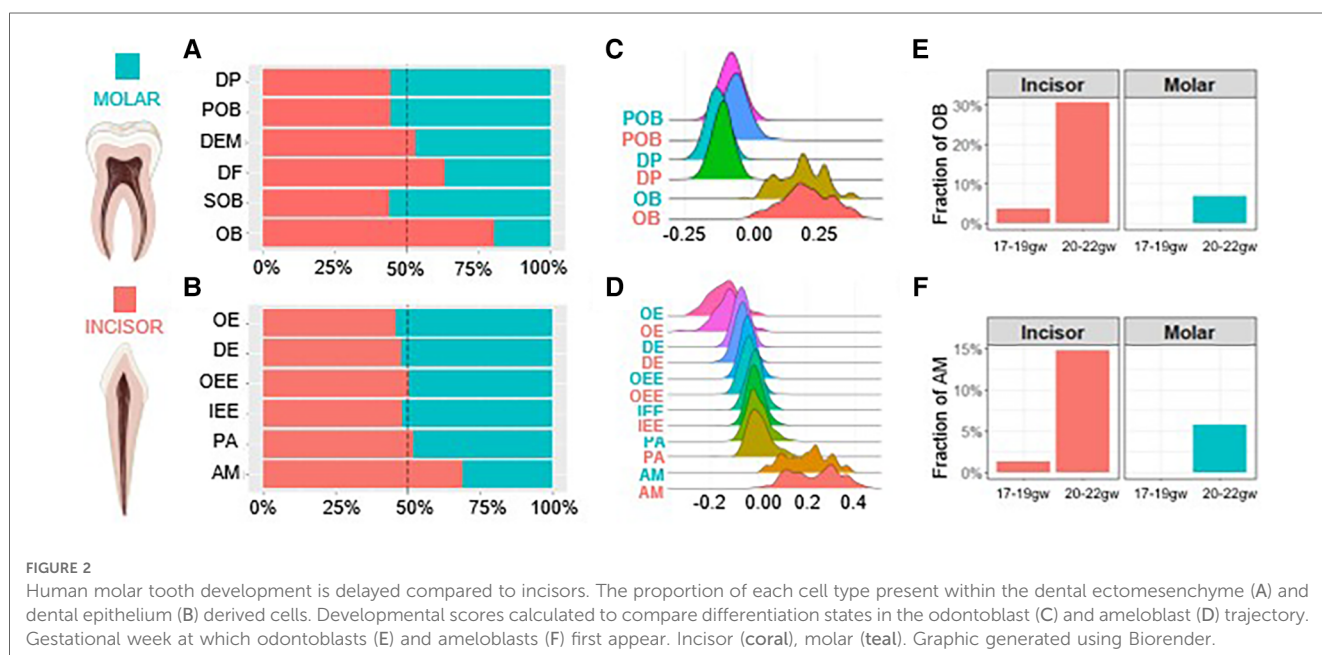 MOLAR
INCISOR
A
DP
POB
DEM
DF
SOB
OB
0% 25% 50% 75% 100%
B
OE
DE
OEE
IEE
PA
AM
0% 25% 50% 75% 100%
C
POB
POB
DP
DP
OB
OB
-0.25 0.00 0.25
D
OE
OE
DE
DE
OEE
OEE
IEE
IEE
PA
PA
AM
AM
-0.2 0.00 0.2 0.4
E
Incisor Molar
Fraction of OB
30%
20%
10%
0%
17-19gw 20-22gw 17-19gw 20-22gw
F
Incisor Molar
Fraction of AM
15%
10%
5%
0%
17-19gw 20-22gw 17-19gw 20-22gw
FIGURE 2
Human molar tooth development is delayed compared to incisors. The proportion of each cell type present within the dental ectomesenchyme (A) and
dental epithelium (B) derived cells. Developmental scores calculated to compare differentiation states in the odontoblast (C) and ameloblast (D) trajectory.
Gestational week at which odontoblasts (E) and ameloblasts (F) first appear. Incisor (coral), molar (teal). Graphic generated using Biorender.